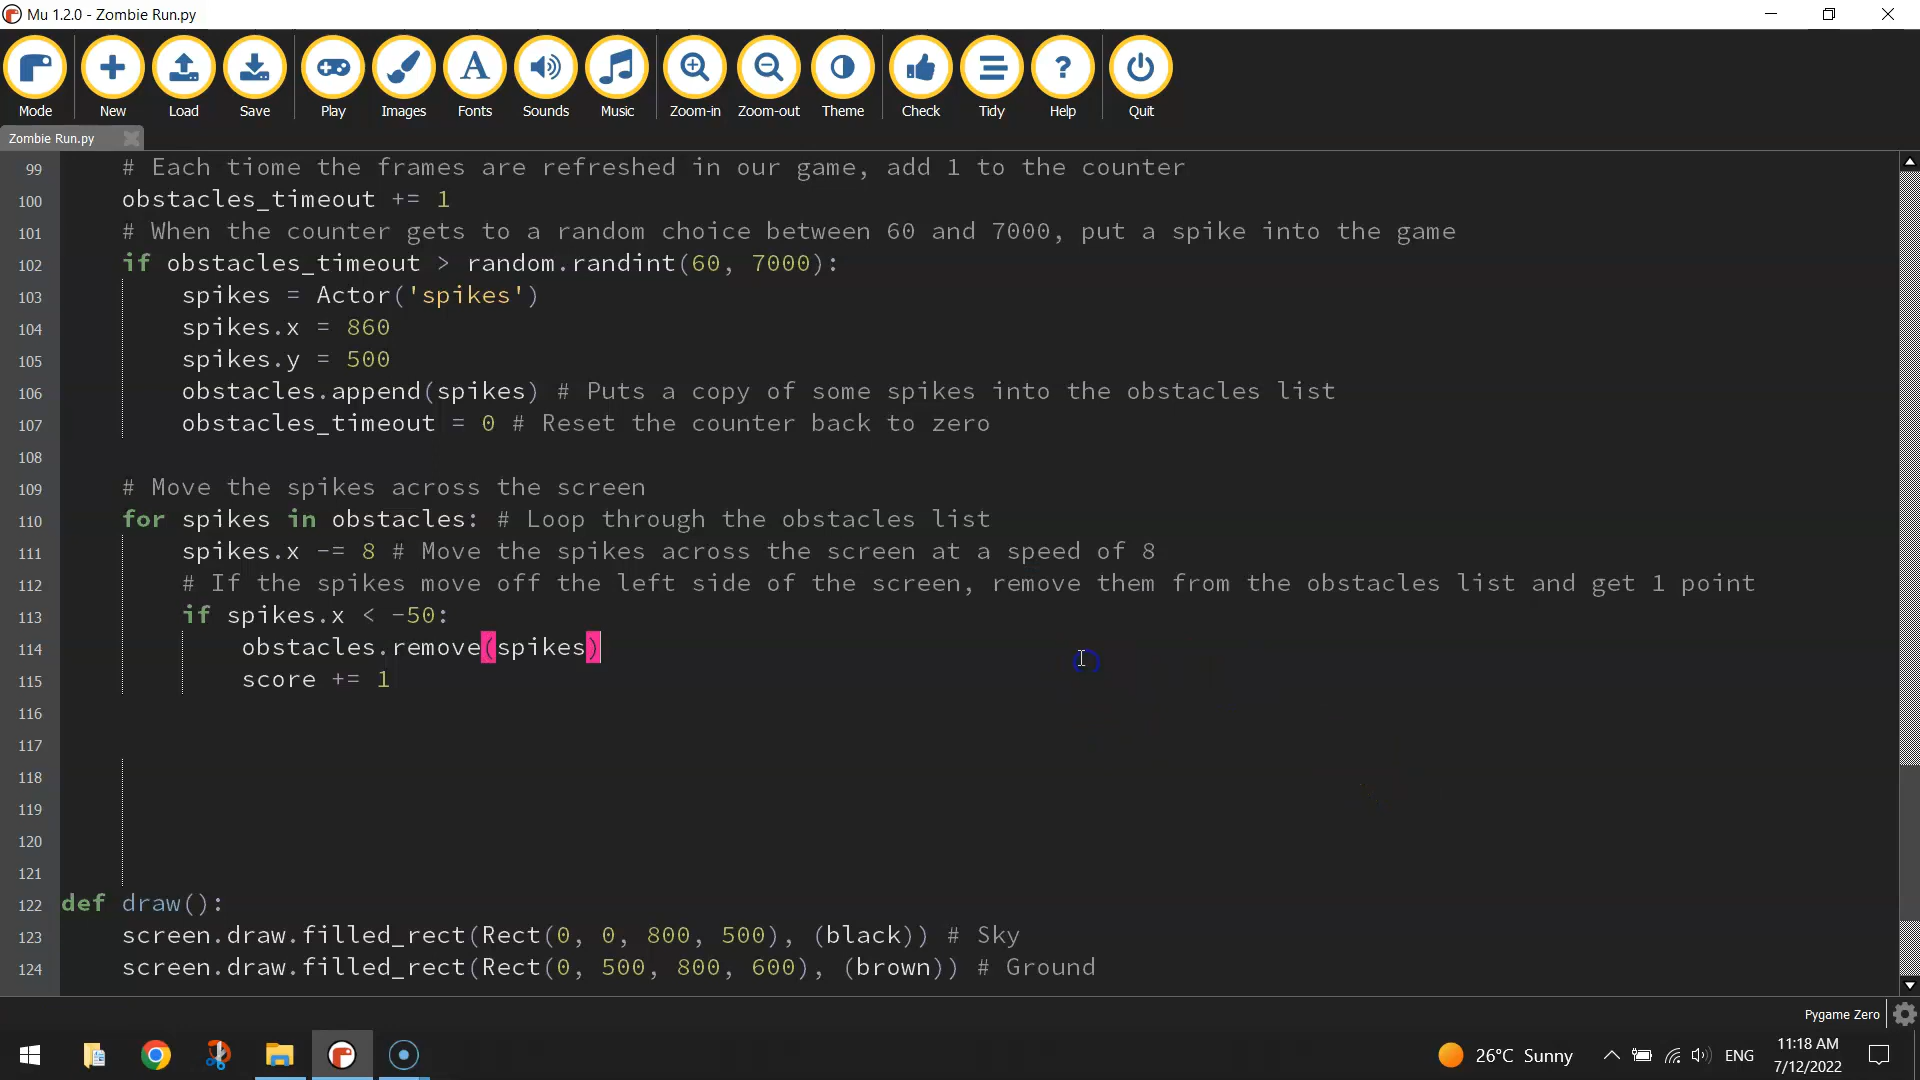 Mu 1.2.0 - Zombie Run.py
Mode New Load Save Play Images Fonts Sounds Music Zoom-in Zoom-out Theme Check Tidy Help Quit
Zombie Run.py
99 # Each tiome the frames are refreshed in our game, add 1 to the counter
100 obstacles_timeout += 1
101 # When the counter gets to a random choice between 60 and 7000, put a spike into the game
102 if obstacles_timeout > random.randint(60, 7000):
103 spikes = Actor('spikes')
104 spikes.x = 860
105 spikes.y = 500
106 obstacles.append(spikes) # Puts a copy of some spikes into the obstacles list
107 obstacles_timeout = 0 # Reset the counter back to zero
108
109 # Move the spikes across the screen
110 for spikes in obstacles: # Loop through the obstacles list
111 spikes.x -= 8 # Move the spikes across the screen at a speed of 8
112 # If the spikes move off the left side of the screen, remove them from the obstacles list and get 1 point
113 if spikes.x < -50:
114 obstacles.remove(spikes)
115 score += 1
116
117
118
119
120
121
122 def draw():
123 screen.draw.filled_rect(Rect(0, 0, 800, 500), (black)) # Sky
124 screen.draw.filled_rect(Rect(0, 500, 800, 600), (brown)) # Ground
Pygame Zero
26°C Sunny ENG 11:18 AM
7/12/2022